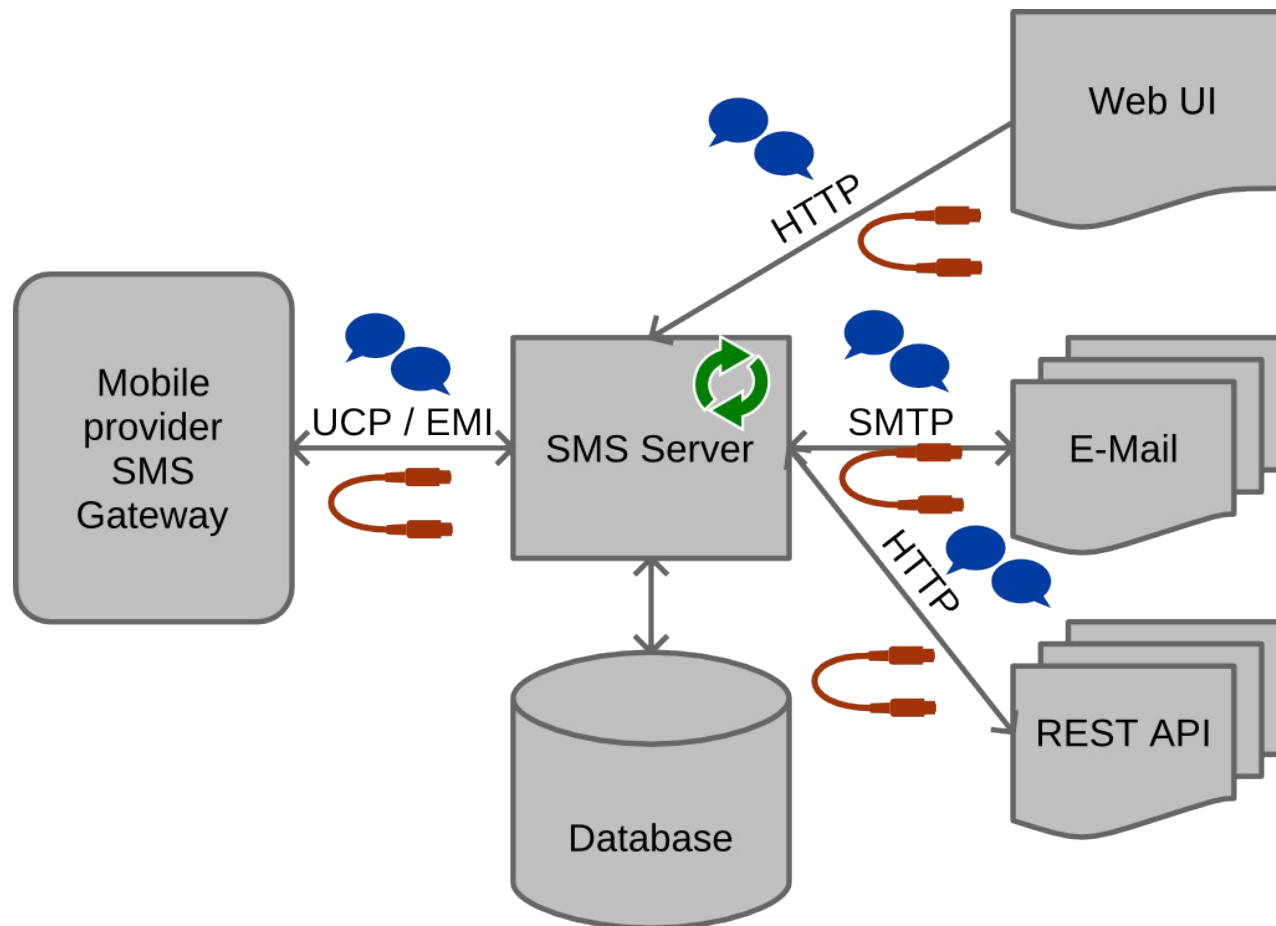 Web UI
HTTP
Mobile
provider
SMS
Gateway
UCP / EMI
SMS Server
SMTP
E-Mail
HTTP
REST API
Database